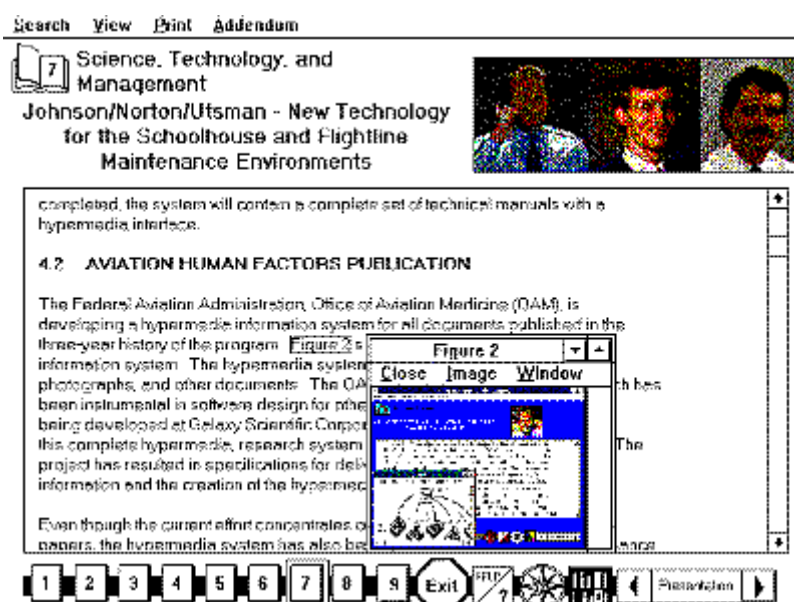 Search View Print Addendum
7 Science, Technology, and
Management
Johnson/Norton/Utsman - New Technology
for the Schoolhouse and Flightline
Maintenance Environments
completed, the system will contain a complete set of technical manuals with a
hypermedia interface.
4.2 AVIATION HUMAN FACTORS PUBLICATION
The Federal Aviation Administration, Office of Aviation Medicine (OAM), is
developing a hypermedia information system for all documents published in the
three-year history of the program. Figure 2 s
information system. The hypermedia system
photographs, and other documents. The OA
been instrumental in software design for othe
being developed at Galaxy Scientific Corpor
this complete hypermedia, research system
project has resulted in specifications for deliv
information and the creation of the hypermed
Even though the current effort concentrates o
papers, the hypermedia system has also be
Figure 2
Close Image Window
ch has
The
ance
1 2 3 4 5 6 7 8 9 Exit ? Presentation